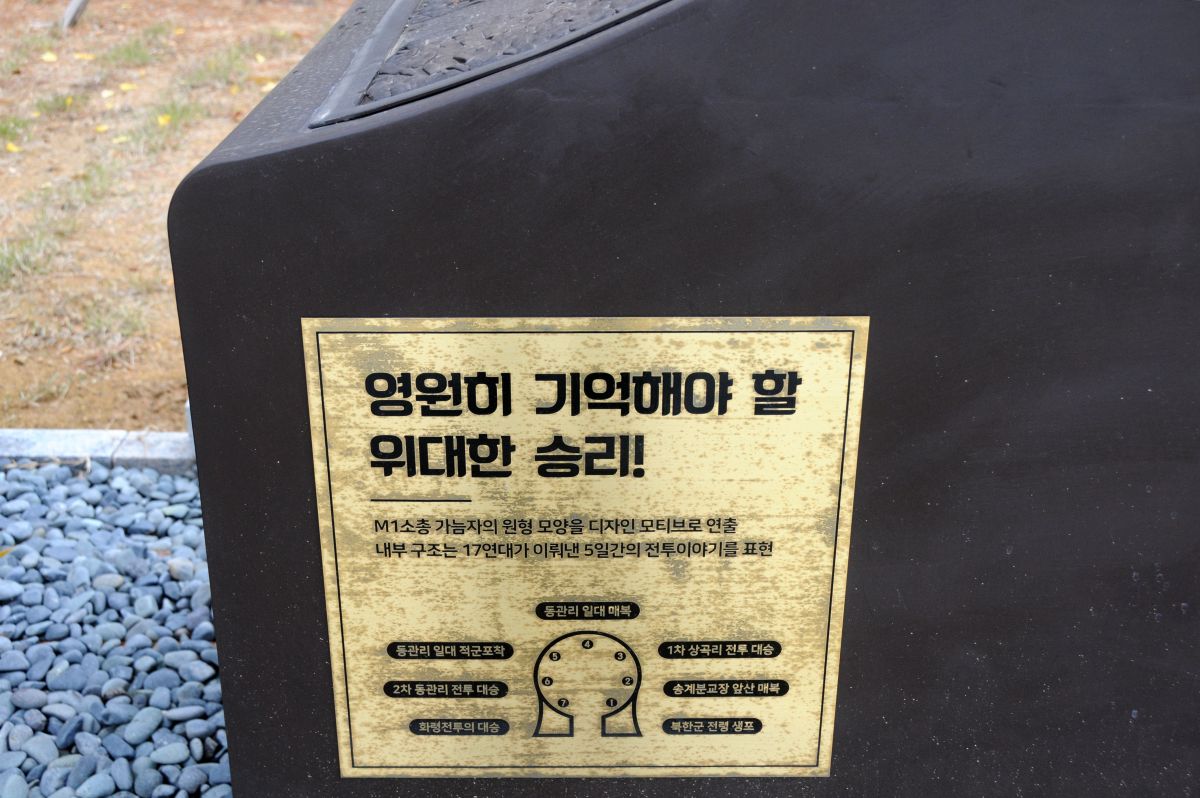 영원히 기억해야 할
위대한 승리!
M1소총 가늠자의 원형 모양을 디자인 모티브로 연출
내부 구조는 17연대가 이뤄낸 5일간의 전투이야기를 표현
동관리 일대 매복
동관리 일대 적군포착
1차 상곡리 전투 대승
2차 동관리 전투 대승
송계분교장 앞산 매복
화령전투의 대승
북한군 전령 생포
4
5
3
6
2
7
1